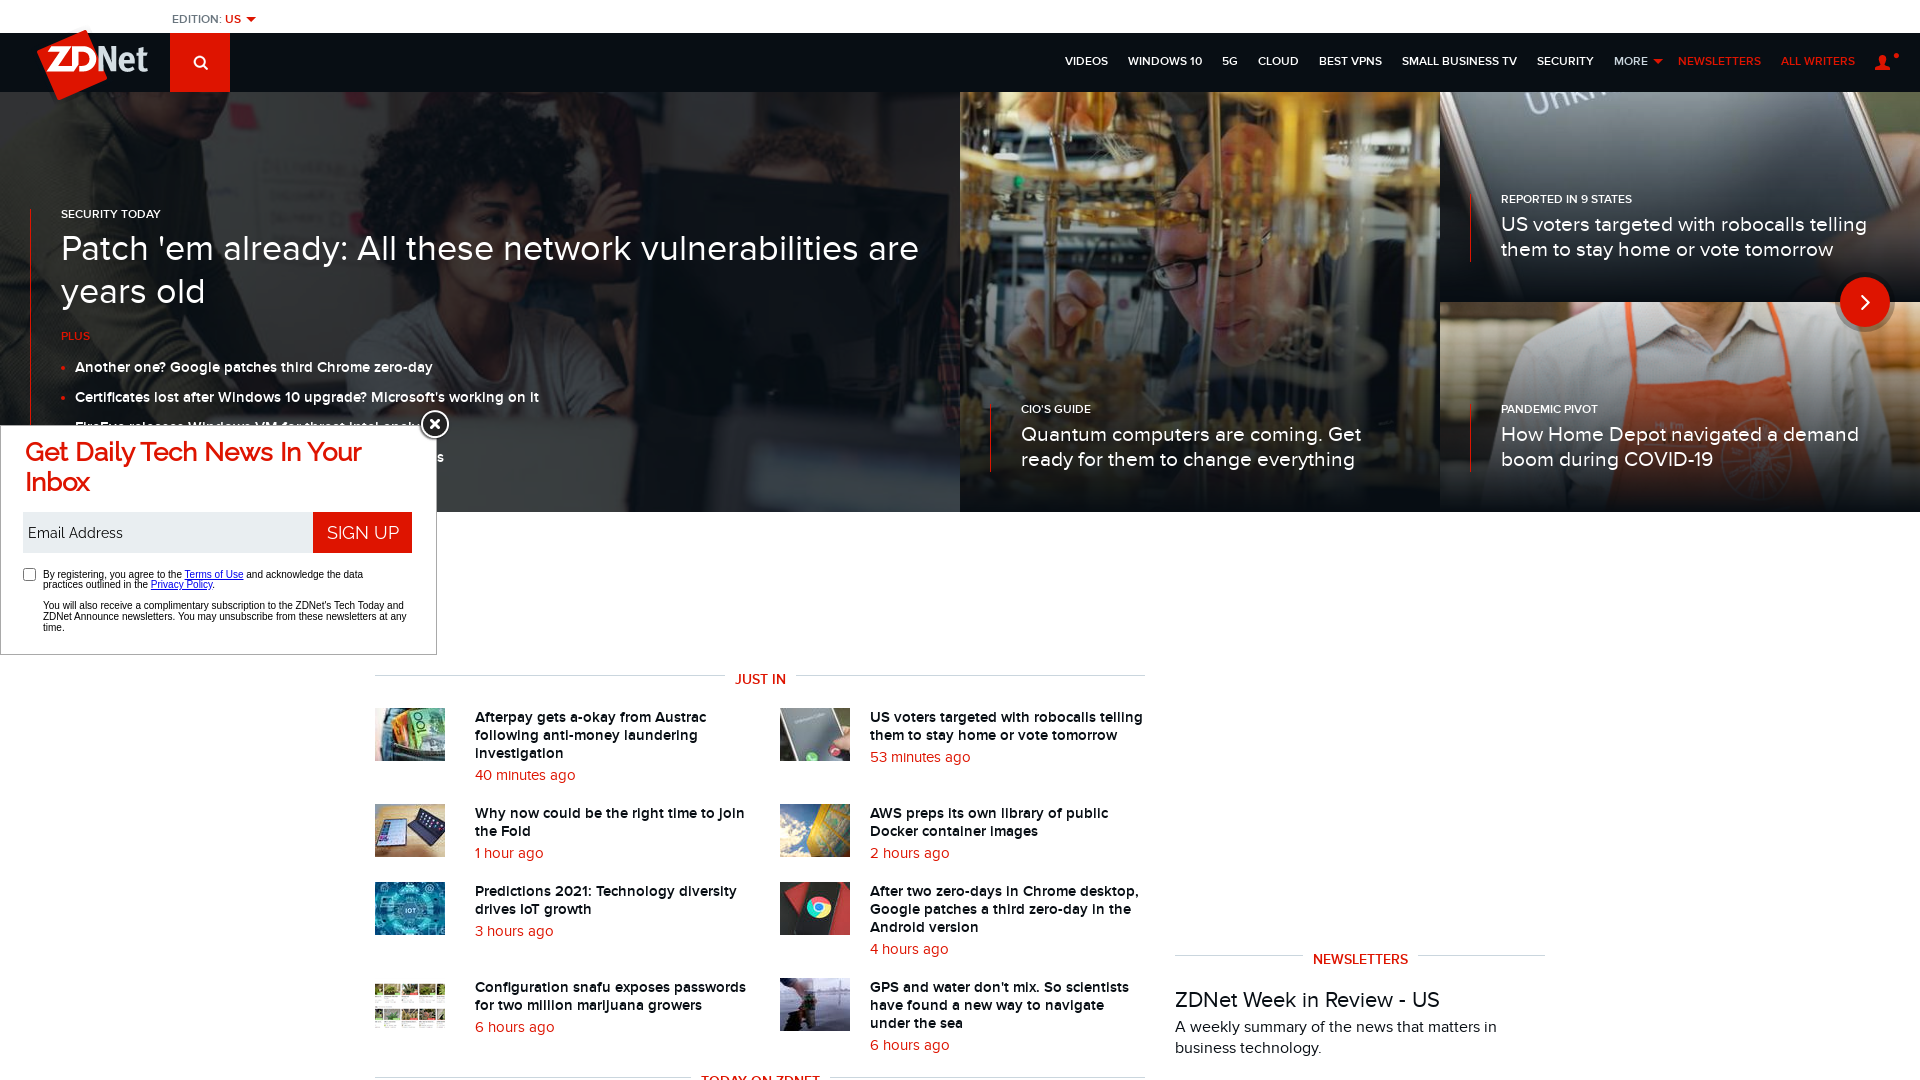 EDITION: US
ZDNet
VIDEOS WINDOWS 10 5G CLOUD BEST VPNS SMALL BUSINESS TV SECURITY MORE NEWSLETTERS ALL WRITERS
SECURITY TODAY
Patch 'em already: All these network vulnerabilities are
years old
PLUS
Another one? Google patches third Chrome zero-day
Certificates lost after Windows 10 upgrade? Microsoft's working on it
CIO'S GUIDE
Quantum computers are coming. Get
ready for them to change everything
REPORTED IN 9 STATES
US voters targeted with robocalls telling
them to stay home or vote tomorrow
PANDEMIC PIVOT
How Home Depot navigated a demand
boom during COVID-19
Get Daily Tech News In Your
Inbox
Email Address
SIGN UP
By registering, you agree to the Terms of Use and acknowledge the data
practices outlined in the Privacy Policy.
You will also receive a complimentary subscription to the ZDNet's Tech Today and
ZDNet Announce newsletters. You may unsubscribe from these newsletters at any
time.
JUST IN
Afterpay gets a-okay from Austrac
following anti-money laundering
investigation
40 minutes ago
US voters targeted with robocalls telling
them to stay home or vote tomorrow
53 minutes ago
Why now could be the right time to join
the Fold
1 hour ago
AWS preps its own library of public
Docker container images
2 hours ago
Predictions 2021: Technology diversity
drives IoT growth
3 hours ago
After two zero-days in Chrome desktop,
Google patches a third zero-day in the
Android version
4 hours ago
Configuration snafu exposes passwords
for two million marijuana growers
6 hours ago
GPS and water don't mix. So scientists
have found a new way to navigate
under the sea
6 hours ago
NEWSLETTERS
ZDNet Week in Review - US
A weekly summary of the news that matters in
business technology.
TODAY ON ZDNET